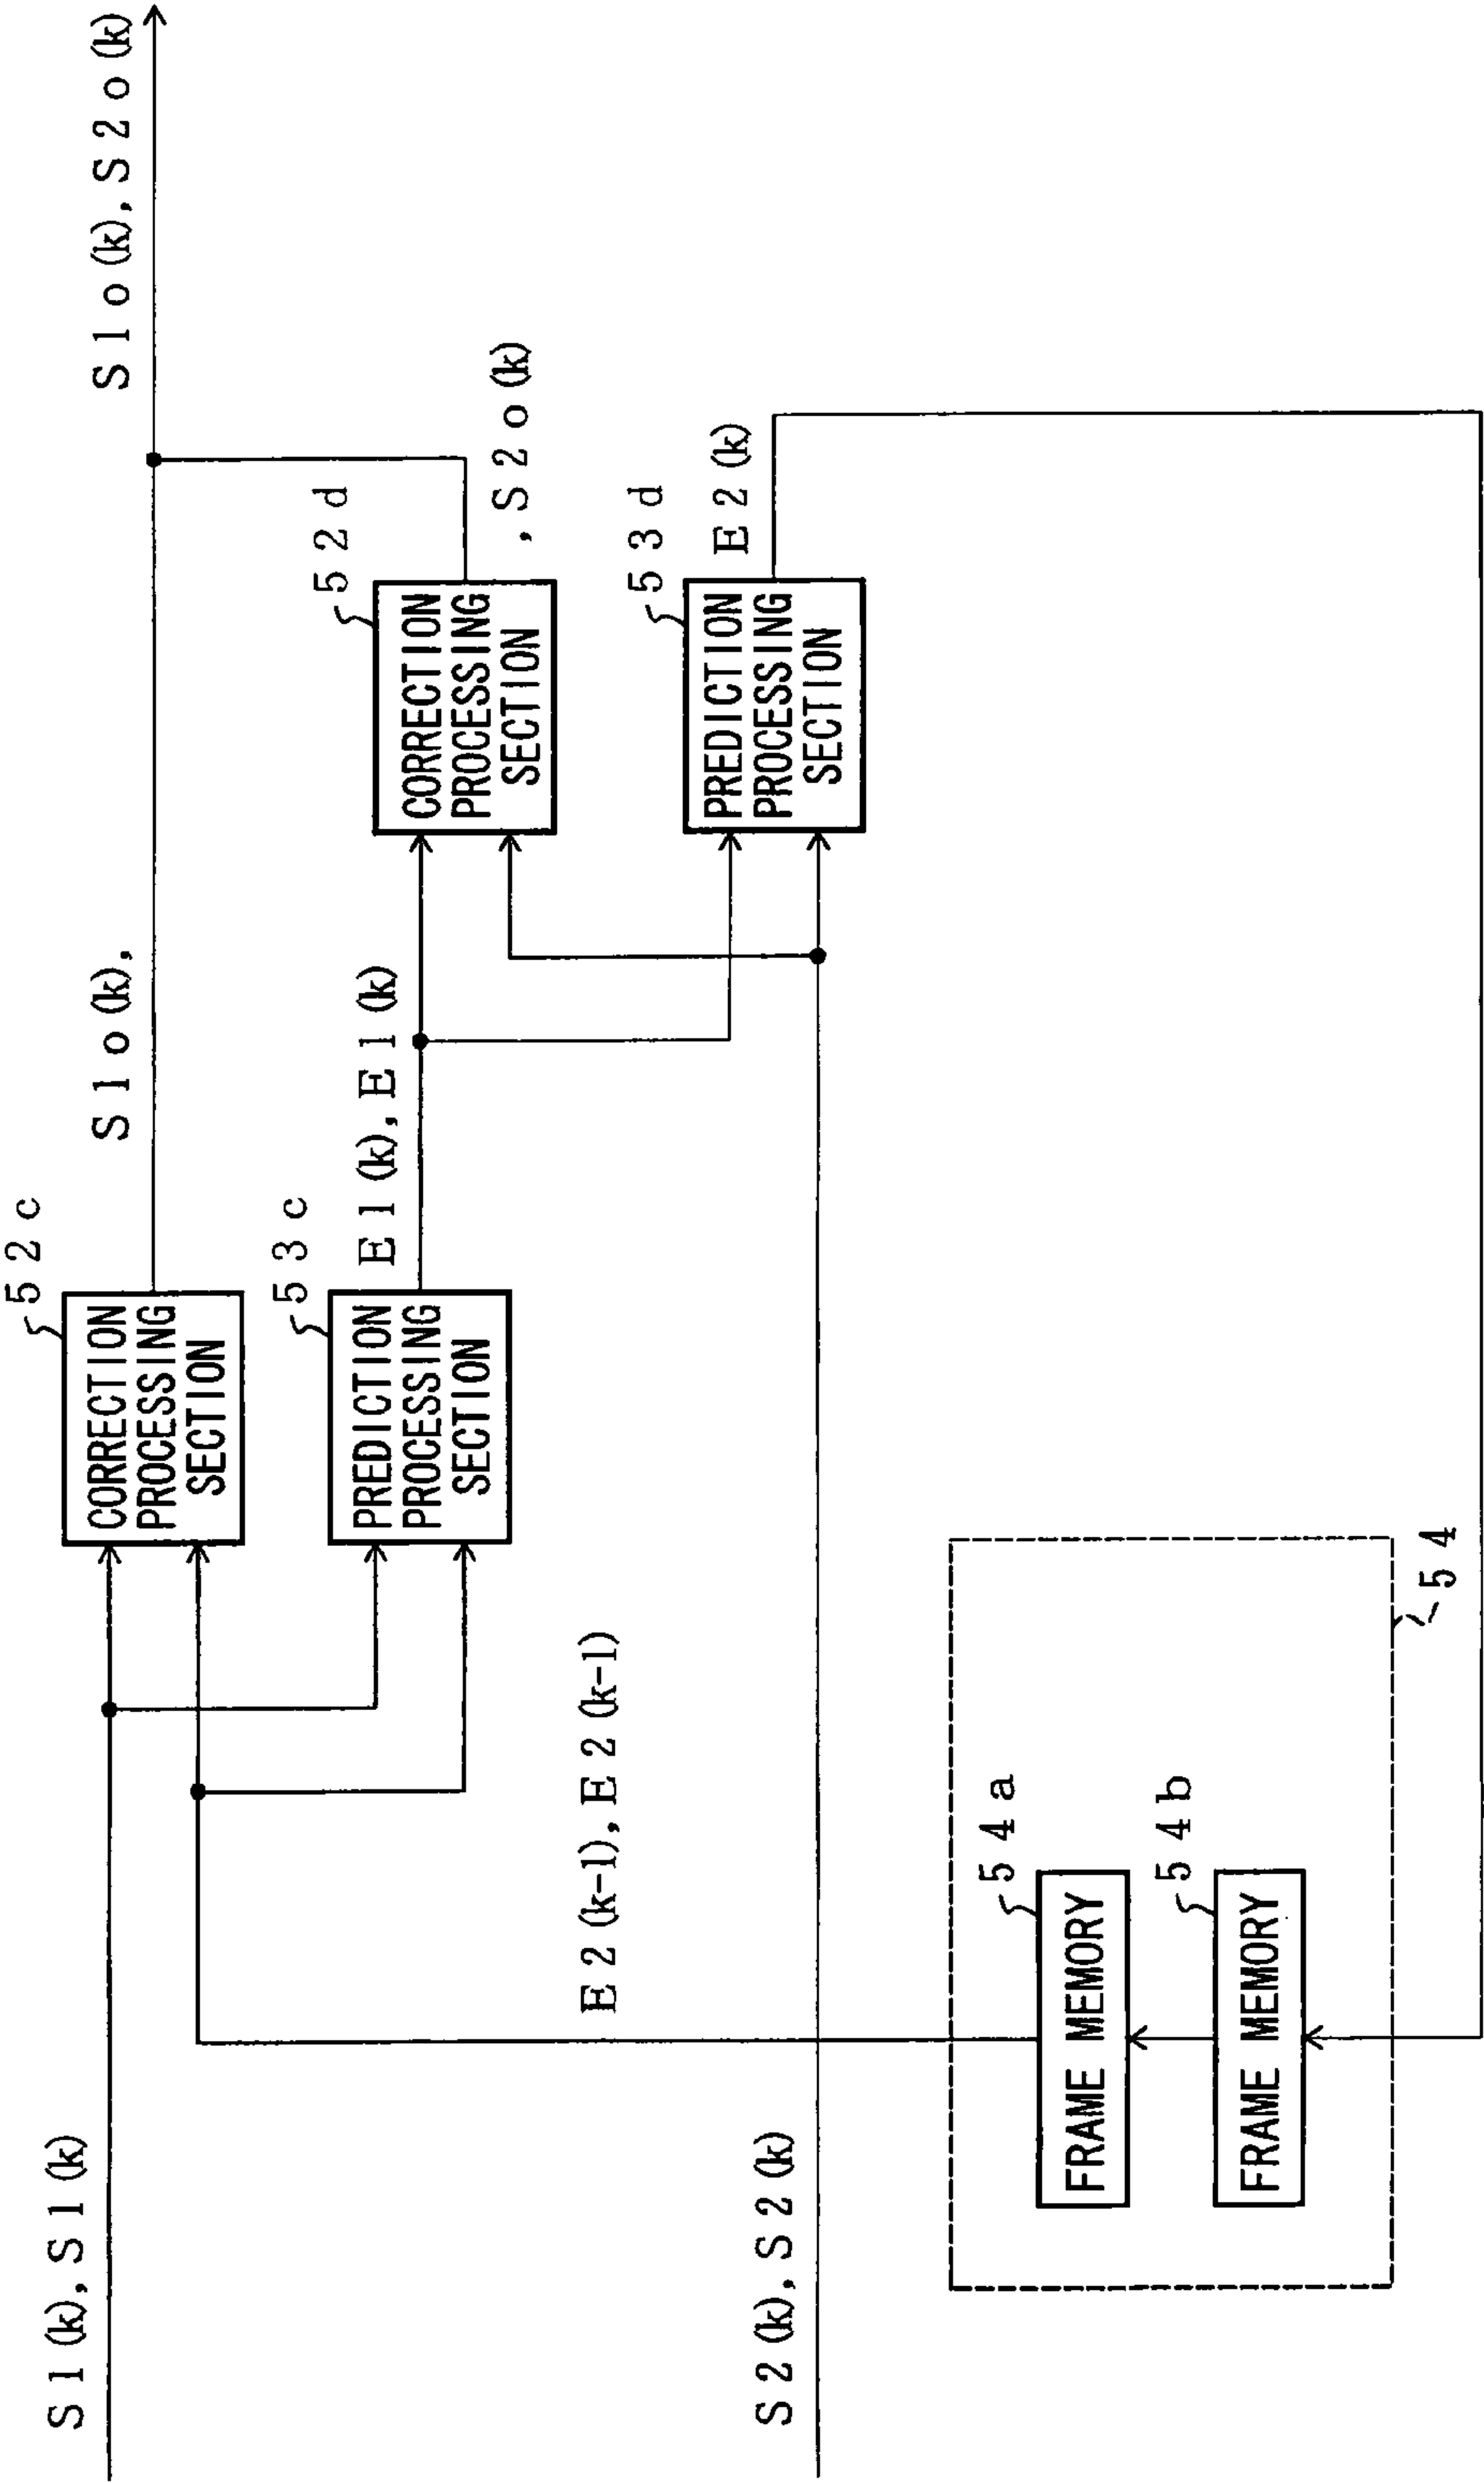 S1(k), S1(k)
52c
CORRECTION
PROCESSING
SECTION
S1o(k),
S1o(k), S2o(k)
53c
PREDICTION
PROCESSING
SECTION
E1(k), E1(k)
52d
CORRECTION
PROCESSING
SECTION
, S2o(k)
E2(k-1), E2(k-1)
53d
PREDICTION
PROCESSING
SECTION
E2(k)
S2(k), S2(k)
54a
FRAME MEMORY
54b
FRAME MEMORY
54